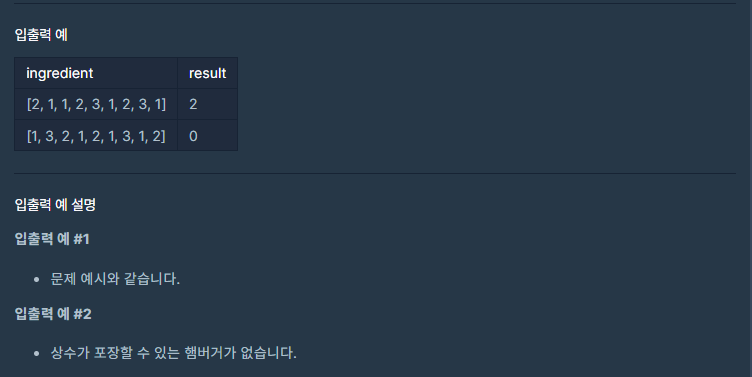 입출력 예
ingredient result
[2, 1, 1, 2, 3, 1, 2, 3, 1] 2
[1, 3, 2, 1, 2, 1, 3, 1, 2] 0
입출력 예 설명
입출력 예 #1
• 문제 예시와 같습니다.
입출력 예 #2
• 상수가 포장할 수 있는 햄버거가 없습니다.